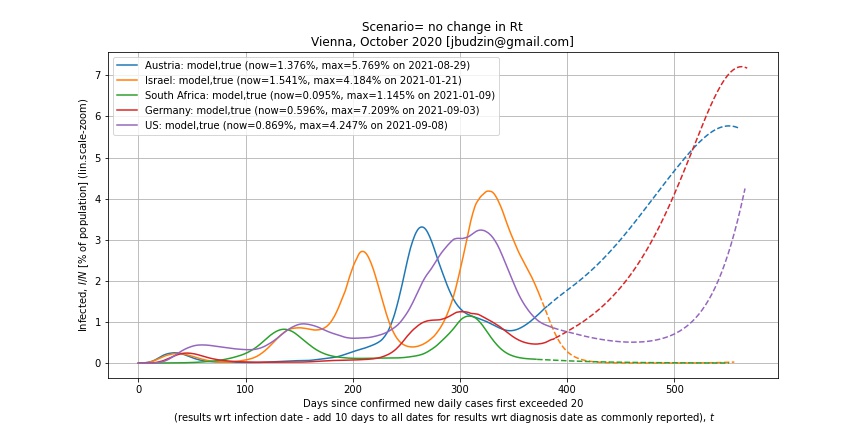 Scenario= no change in Rt
Vienna, October 2020 [jbudzin@gmail.com]
Austria: model,true (now=1.376%, max=5.769% on 2021-08-29)
Israel: model,true (now=1.541%, max=4.184% on 2021-01-21)
South Africa: model,true (now=0.095%, max=1.145% on 2021-01-09)
Germany: model,true (now=0.596%, max=7.209% on 2021-09-03)
US: model,true (now=0.869%, max=4.247% on 2021-09-08)
Infected, I/N [% of population] (lin.scale-zoom)
7
6
5
4
3
2
1
0
0 100 200 300 400 500
Days since confirmed new daily cases first exceeded 20
(results wrt infection date - add 10 days to all dates for results wrt diagnosis date as commonly reported), t